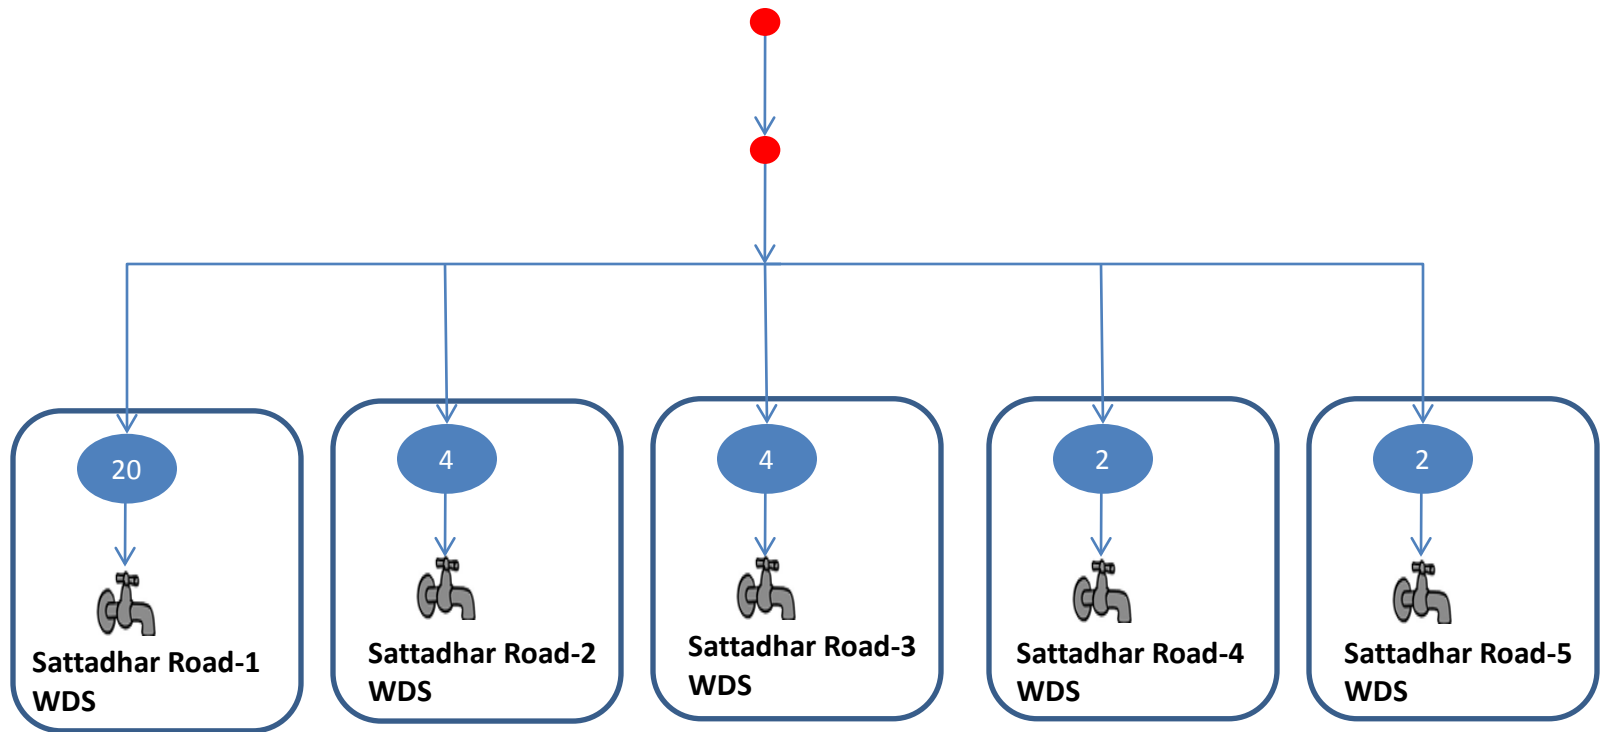 20
4
4
2
2
Sattadhar Road-1
WDS
Sattadhar Road-2
WDS
Sattadhar Road-3
WDS
Sattadhar Road-4
WDS
Sattadhar Road-5
WDS